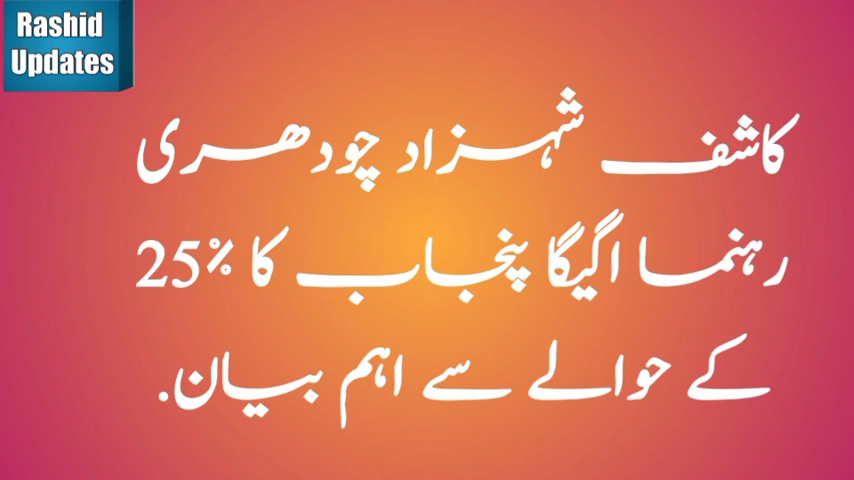 Rashid
Updates
کاشف شہزاد چودھری
رہنما اگیگا پنجاب کا 25%
کے حوالے سے اہم بیان.